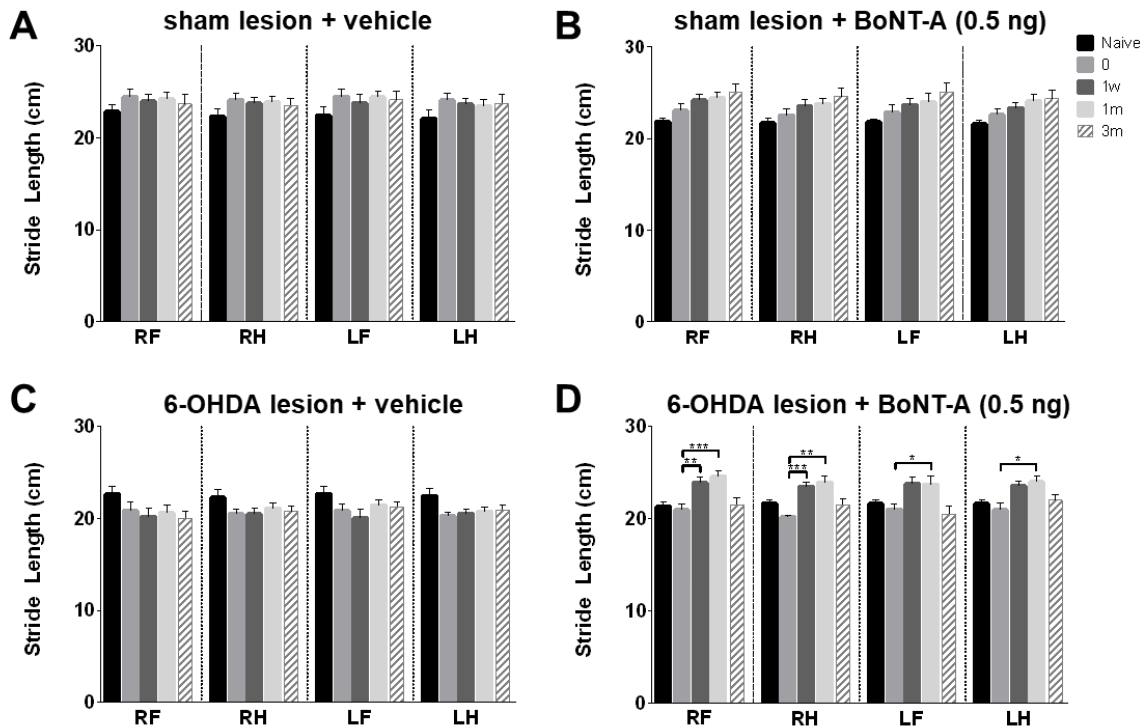 A
sham lesion + vehicle
30
20
10
0
Stride Length (cm)
RF RH LF LH
B
sham lesion + BoNT-A (0.5 ng)
30
20
10
0
Stride Length (cm)
RF RH LF LH
Naive
0
1w
1m
3m
C
6-OHDA lesion + vehicle
30
20
10
0
Stride Length (cm)
RF RH LF LH
D
6-OHDA lesion + BoNT-A (0.5 ng)
30
20
10
0
Stride Length (cm)
*** ** * *
** ***
RF RH LF LH